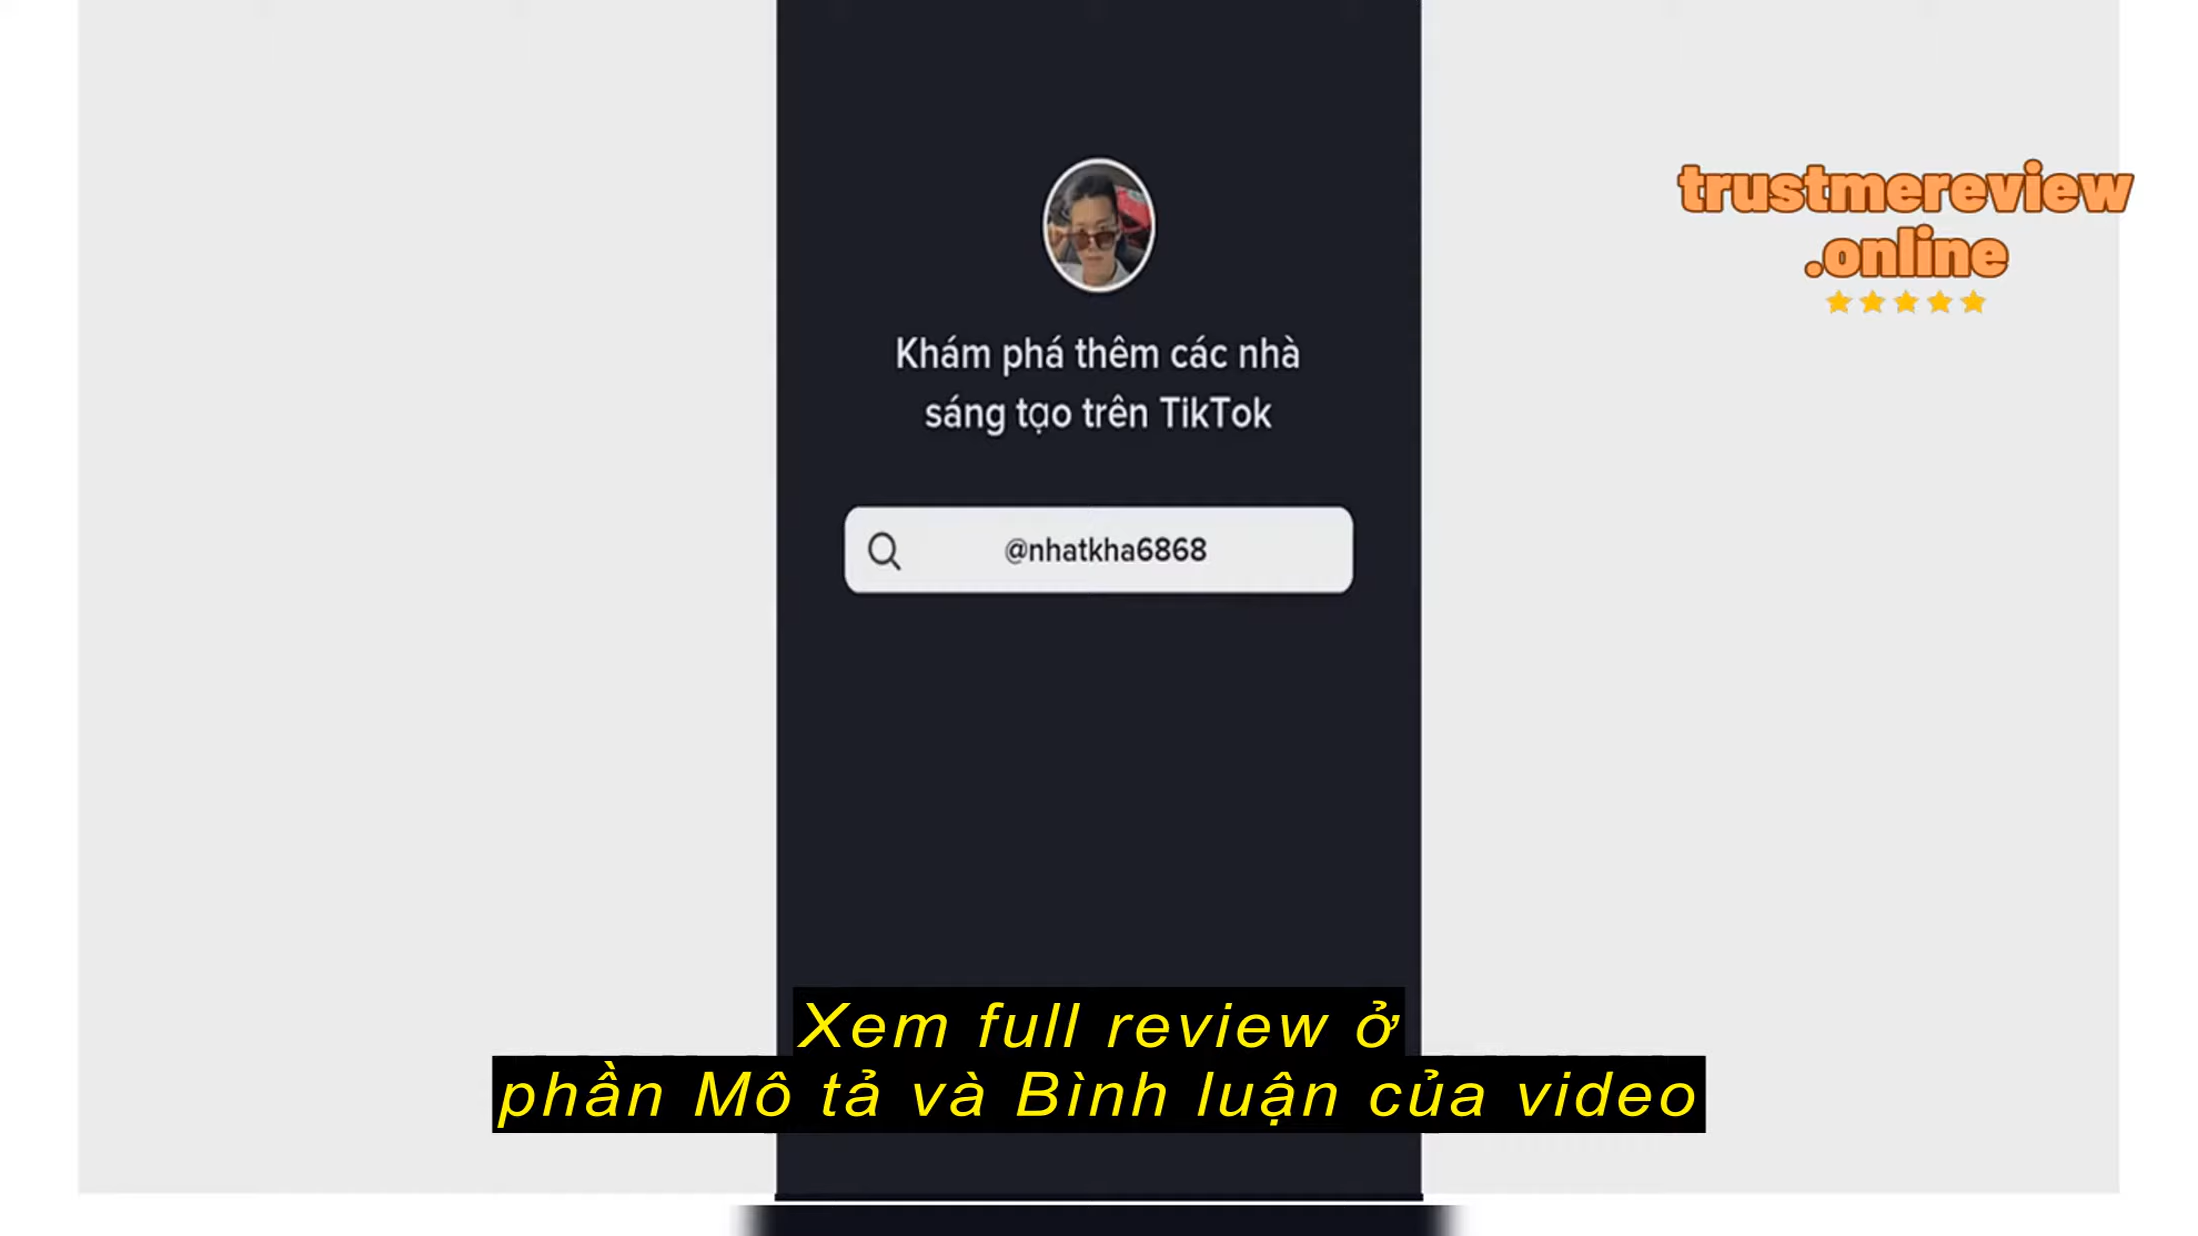 trustmereview
.online
Khám phá thêm các nhà
sáng tạo trên TikTok
@nhatkha6868
Xem full review ở
phần Mô tả và Bình luận của video